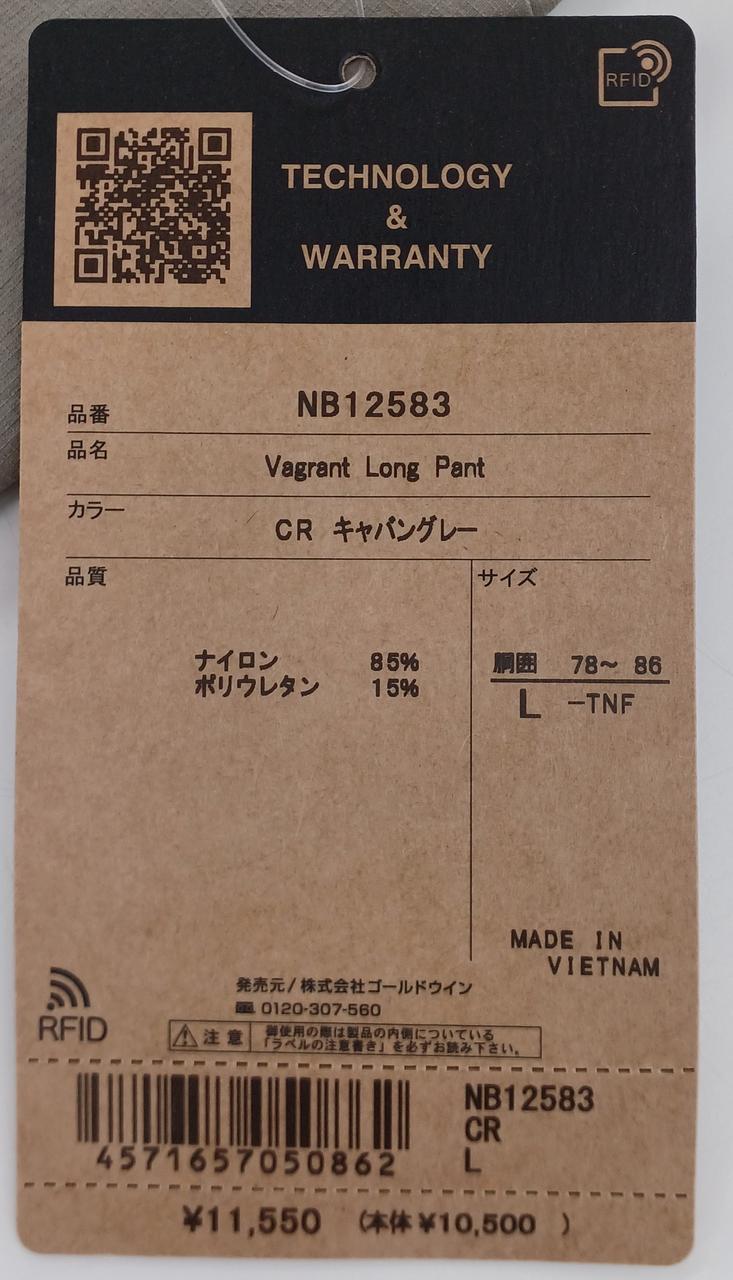 RFID
TECHNOLOGY
&
WARRANTY
品番 NB12583
品名 Vagrant Long Pant
カラー CR キャバングレー
品質
サイズ
ナイロン 85%
ポリウレタン 15%
胴囲 78~ 86
L -TNF
MADE IN
VIETNAM
RFID
発売元/株式会社ゴールドウイン
0120-307-560
注意 御使用の際は製品の内側についている
「ラベルの注意書き」を必ずお読み下さい。
4571657050862
NB12583
CR
L
¥11,550 (本体 ¥10,500 )